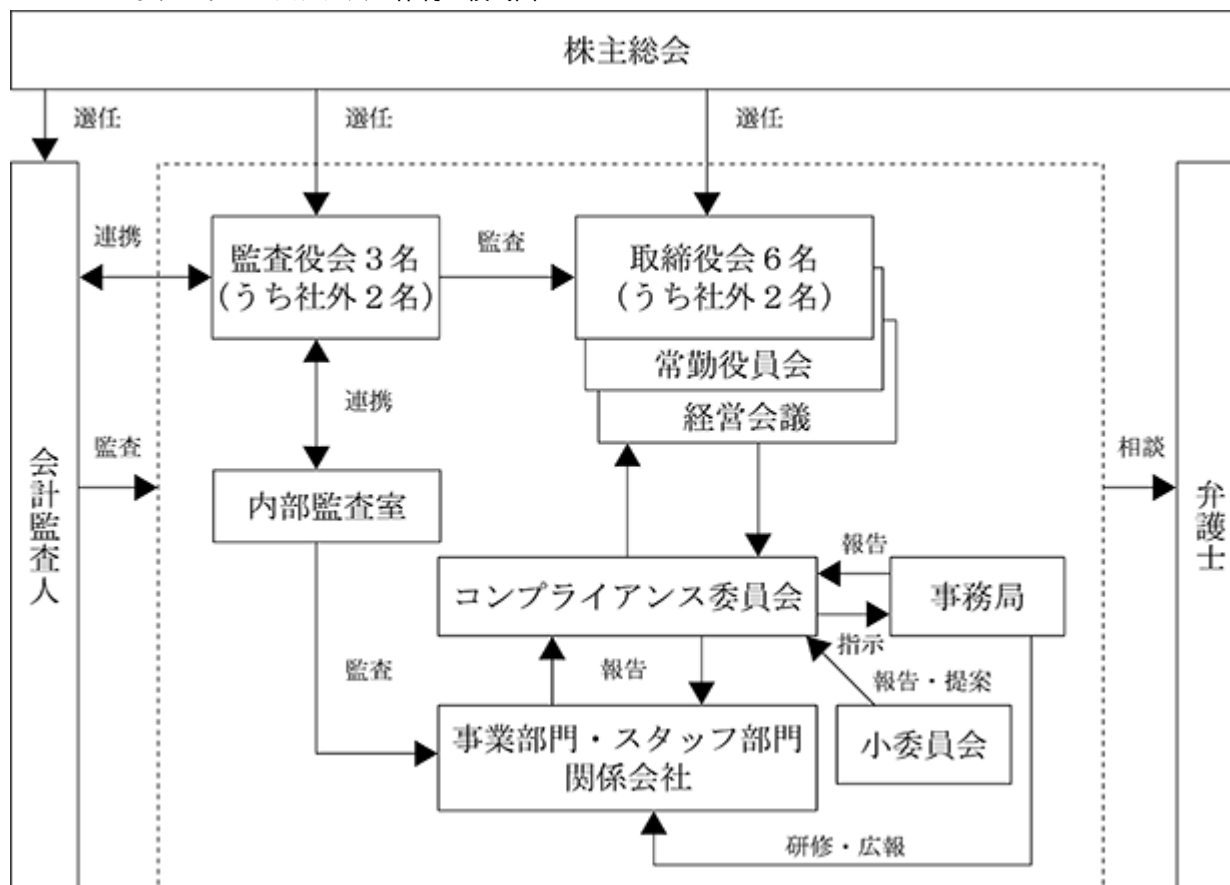 株主総会
選任
選任
選任
連携
監査役会3名
(うち社外2名)
監査
取締役会6名
(うち社外2名)
常勤役員会
経営会議
連携
監査
相談
会計監査人
弁護士
内部監査室
コンプライアンス委員会
報告
事務局
指示
監査
報告
報告・提案
事業部門・スタッフ部門
関係会社
小委員会
研修・広報